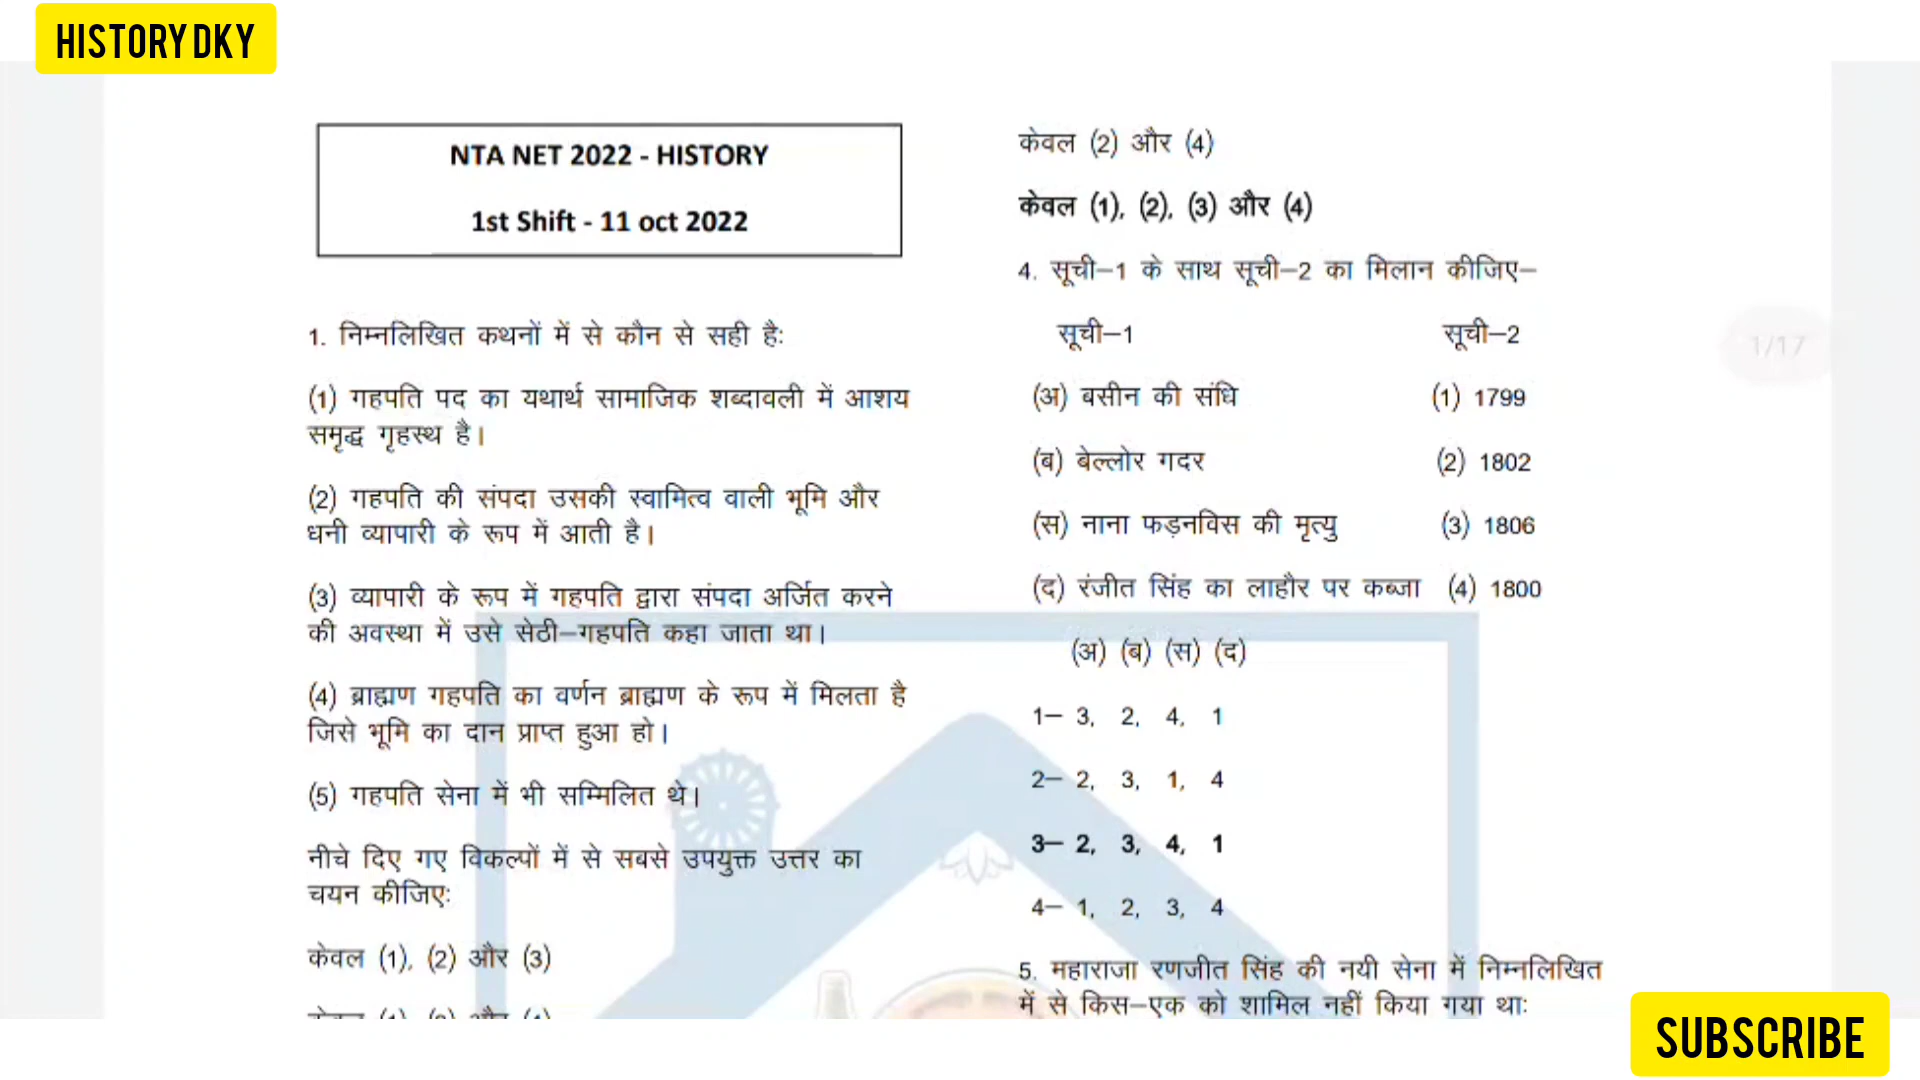 HISTORY DKY
NTA NET 2022 - HISTORY
1st Shift - 11 oct 2022
1. निम्नलिखित कथनों में से कौन से सही है:
(1) गहपति पद का यथार्थ सामाजिक शब्दावली में आशय
समृद्ध गृहस्थ है।
(2) गहपति की संपदा उसकी स्वामित्व वाली भूमि और
धनी व्यापारी के रूप में आती है।
(3) व्यापारी के रूप में गहपति द्वारा संपदा अर्जित करने
की अवस्था में उसे सेठी–गहपति कहा जाता था।
(4) ब्राह्मण गहपति का वर्णन ब्राह्मण के रूप में मिलता है
जिसे भूमि का दान प्राप्त हुआ हो।
(5) गहपति सेना में भी सम्मिलित थे।
नीचे दिए गए विकल्पों में से सबसे उपयुक्त उत्तर का
चयन कीजिए:
केवल (1), (2) और (3)
केवल (2) और (4)
केवल (1), (2), (3) और (4)
4. सूची–1 के साथ सूची–2 का मिलान कीजिए–
सूची–1 सूची–2
(अ) बसीन की संधि (1) 1799
(ब) बेल्लोर गदर (2) 1802
(स) नाना फड़नविस की मृत्यु (3) 1806
(द) रंजीत सिंह का लाहौर पर कब्जा (4) 1800
(अ) (ब) (स) (द)
1– 3, 2, 4, 1
2– 2, 3, 1, 4
3– 2, 3, 4, 1
4– 1, 2, 3, 4
5. महाराजा रणजीत सिंह की नयी सेना में निम्नलिखित
में से किस–एक को शामिल नहीं किया गया था:
1/17
SUBSCRIBE